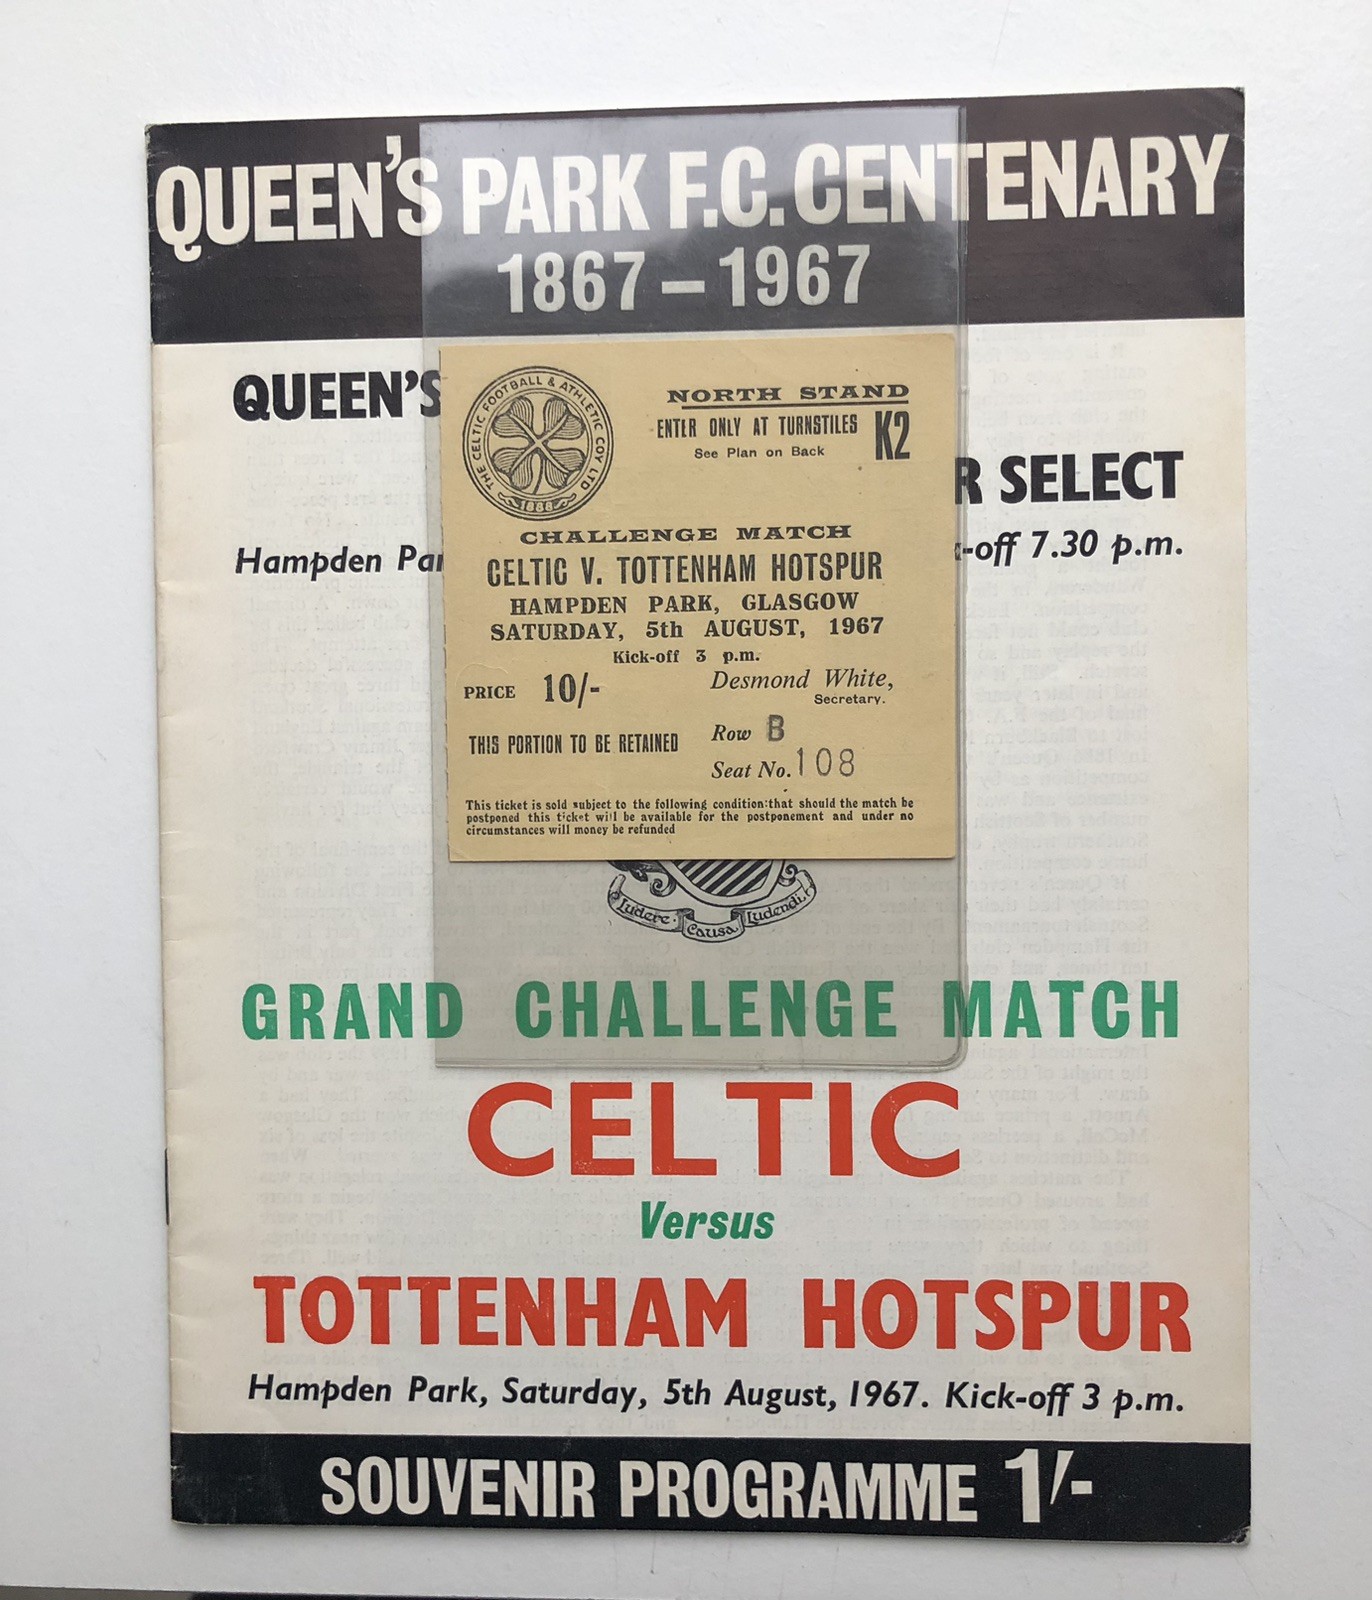 QUEEN'S PARK F.C. CENTENARY
1867 – 1967
QUEEN'S
R SELECT
Hampden Par
-off 7.30 p.m.
THE CELTIC FOOTBALL & ATHLETIC COY LTD
1888
NORTH STAND
ENTER ONLY AT TURNSTILES K2
See Plan on Back
CHALLENGE MATCH
CELTIC V. TOTTENHAM HOTSPUR
HAMPDEN PARK, GLASGOW
SATURDAY, 5th AUGUST, 1967
Kick-off 3 p.m.
PRICE 10/-
Desmond White,
Secretary.
THIS PORTION TO BE RETAINED
Row B
Seat No. 108
This ticket is sold subject to the following condition:that should the match be
postponed this ticket will be available for the postponement and under no
circumstances will money be refunded
Ludere Causa Ludendi
GRAND CHALLENGE MATCH
CELTIC
Versus
TOTTENHAM HOTSPUR
Hampden Park, Saturday, 5th August, 1967. Kick-off 3 p.m.
SOUVENIR PROGRAMME 1/-